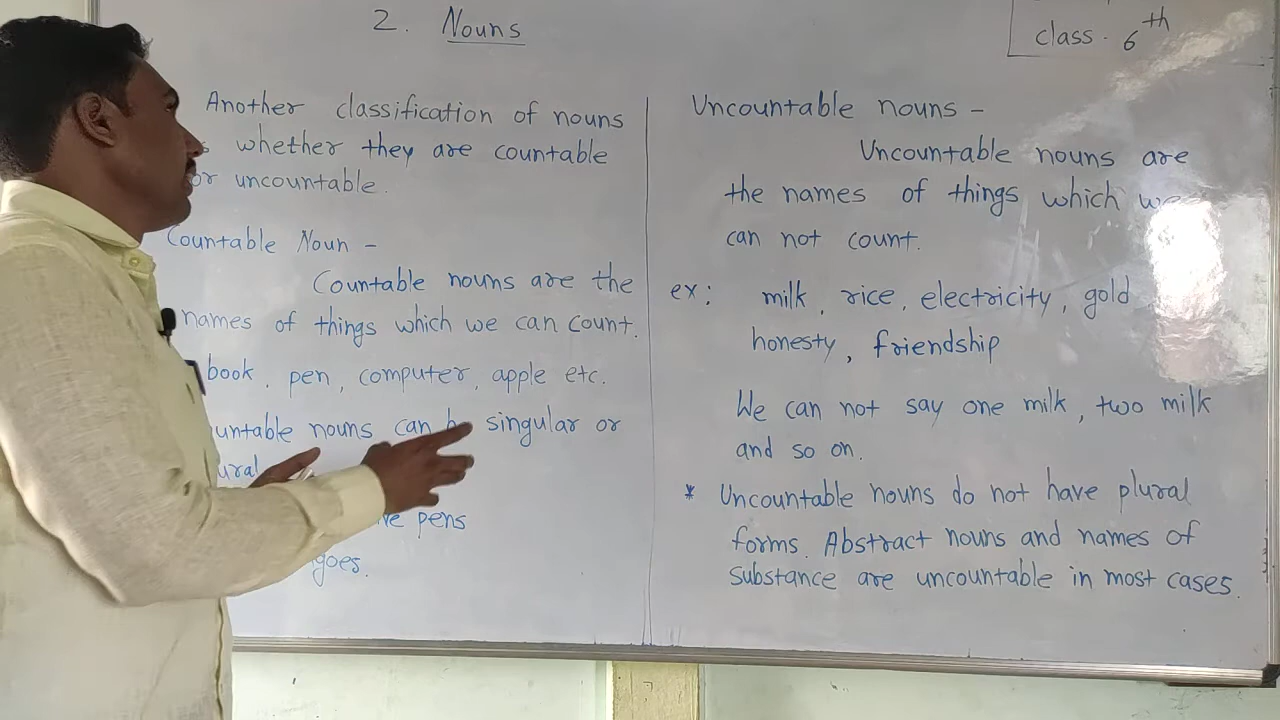 2. Nouns
class. 6th
Another classification of nouns
whether they are countable
or uncountable.
Countable Noun -
Countable nouns are the
names of things which we can count.
book, pen, computer, apple etc.
untable nouns can be singular or
ural
pens
goes.
Uncountable nouns -
Uncountable nouns are
the names of things which we
can not count.
ex: milk, rice, electricity, gold
honesty, friendship
We can not say one milk, two milk
and so on.
* Uncountable nouns do not have plural
forms. Abstract nouns and names of
substance are uncountable in most cases.